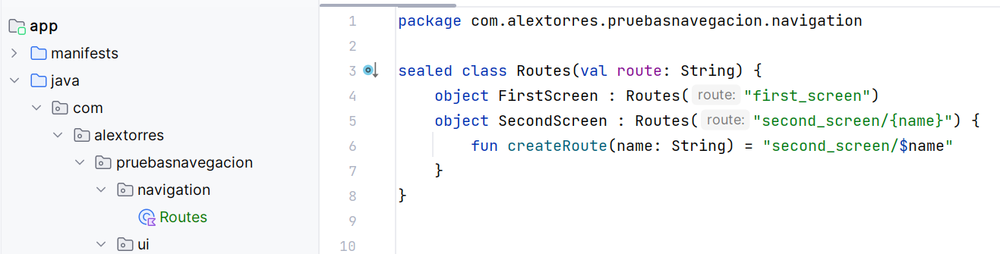 app
manifests
java
com
alextorres
pruebasnavegacion
navigation
Routes
ui
1 package com.alextorres.pruebasnavegacion.navigation
2
3 sealed class Routes(val route: String) {
4     object FirstScreen : Routes( route: "first_screen")
5     object SecondScreen : Routes( route: "second_screen/{name}") {
6         fun createRoute(name: String) = "second_screen/$name"
7     }
8 }
9
10